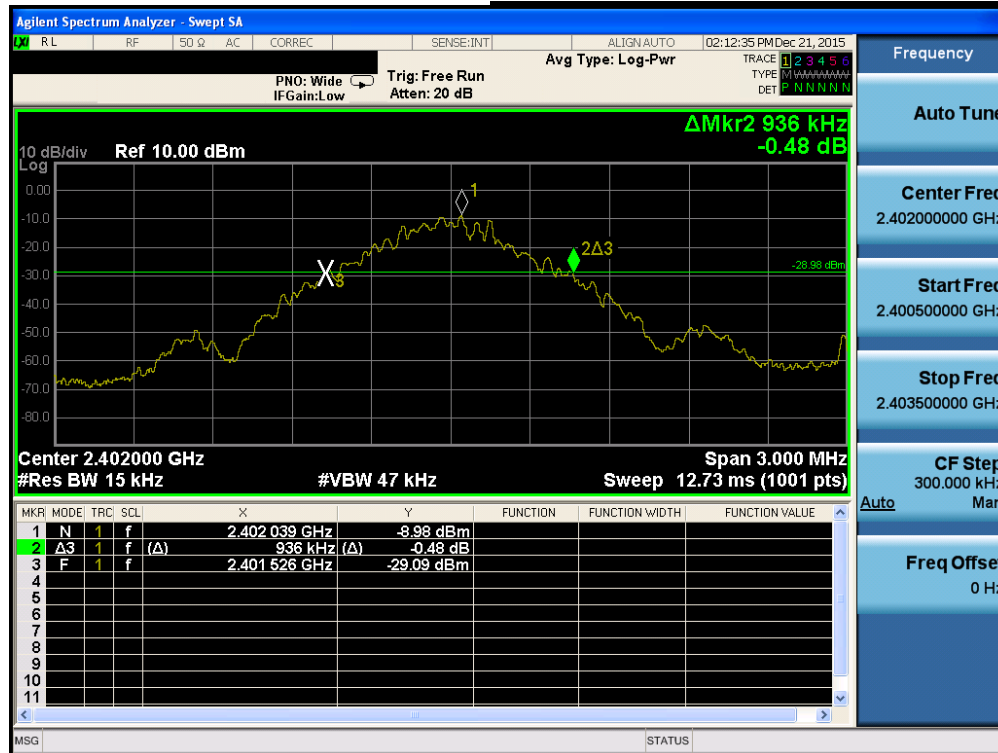 Agilent Spectrum Analyzer - Swept SA
LXI RL RF 50 Ω AC CORREC SENSE:INT ALIGN AUTO 02:12:35 PM Dec 21, 2015
Frequency
Avg Type: Log-Pwr
TRACE 1 2 3 4 5 6
PNO: Wide
Trig: Free Run
TYPE M WWWWW
IFGain:Low
Atten: 20 dB
DET P N N N N N
Auto Tune
ΔMkr2 936 kHz
-0.48 dB
10 dB/div Ref 10.00 dBm
Log
0.00
-10.0
-20.0
-30.0
-40.0
-50.0
-60.0
-70.0
-80.0
1
2Δ3
3
-28.98 dBm
Center Freq
2.402000000 GHz
Start Freq
2.400500000 GHz
Stop Freq
2.403500000 GHz
Center 2.402000 GHz Span 3.000 MHz
#Res BW 15 kHz #VBW 47 kHz Sweep 12.73 ms (1001 pts)
CF Step
300.000 kHz
Auto Man
MKR MODE TRC SCL X Y FUNCTION FUNCTION WIDTH FUNCTION VALUE
1 N 1 f 2.402 039 GHz -8.98 dBm
2 Δ3 1 f (Δ) 936 kHz (Δ) -0.48 dB
3 F 1 f 2.401 526 GHz -29.09 dBm
4
5
6
7
8
9
10
11
Freq Offset
0 Hz
MSG STATUS